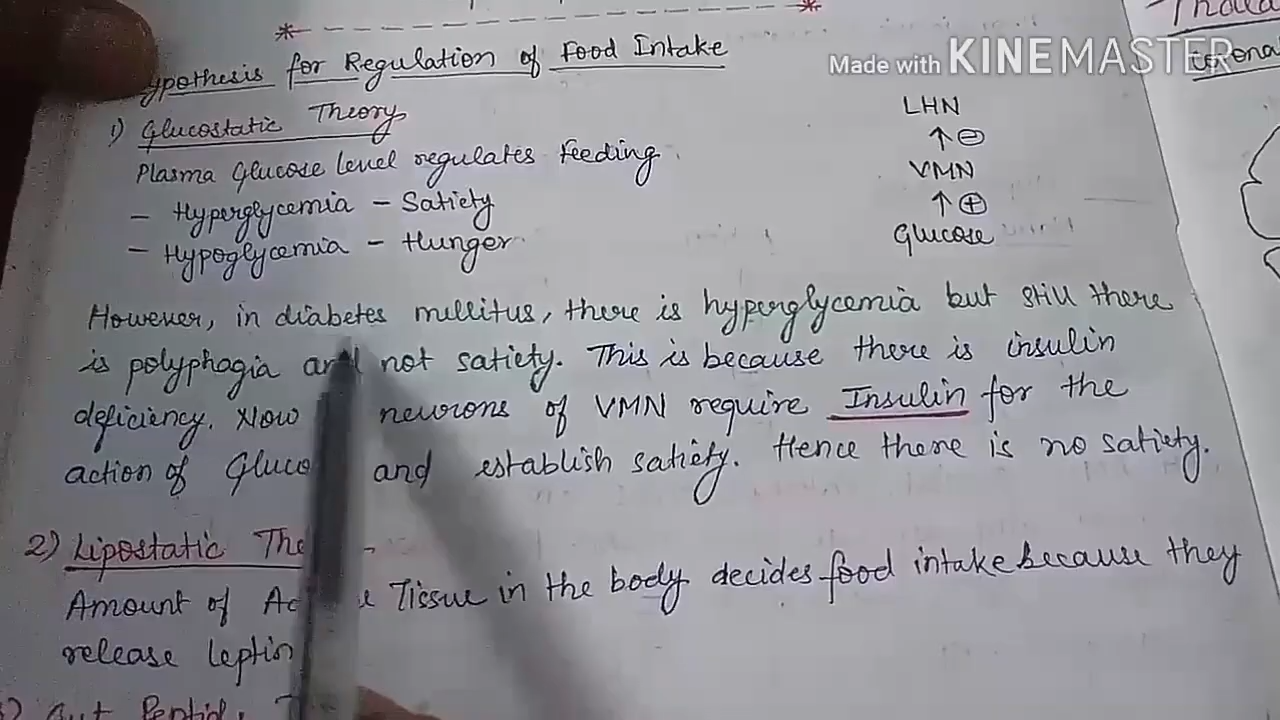 Made with KINEMASTER
ypothesis for Regulation of Food Intake
1) Glucostatic Theory
Plasma Glucose level regulates feeding
- Hyperglycemia - Satiety
- Hypoglycemia - Hunger
LHN
↑ ⊖
VMN
↑ ⊕
Glucose
However, in diabetes mellitus, there is hyperglycemia but still there
is polyphagia and not satiety. This is because there is insulin
deficiency. Now neurons of VMN require Insulin for the
action of Gluco and establish satiety. Hence there is no satiety.
2) Lipostatic The
Amount of Tissue in the body decides food intake because they
release leptin